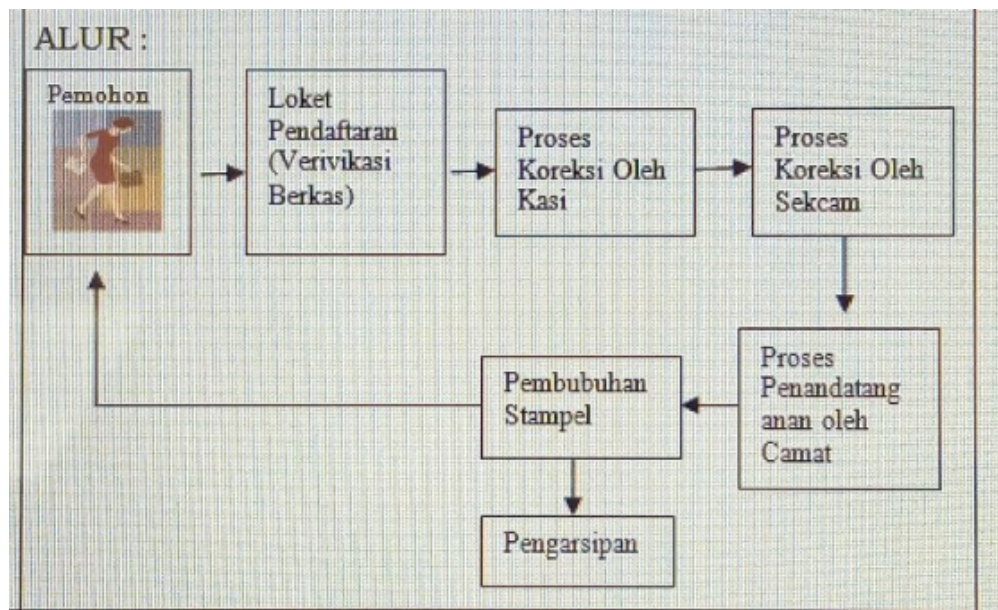 ALUR :
Pemohon
Loket
Pendaftaran
(Verivikasi
Berkas)
Proses
Koreksi Oleh
Kasi
Proses
Koreksi Oleh
Sekcam
Proses
Penandatang
anan oleh
Camat
Pembubuhan
Stampel
Pengarsipan